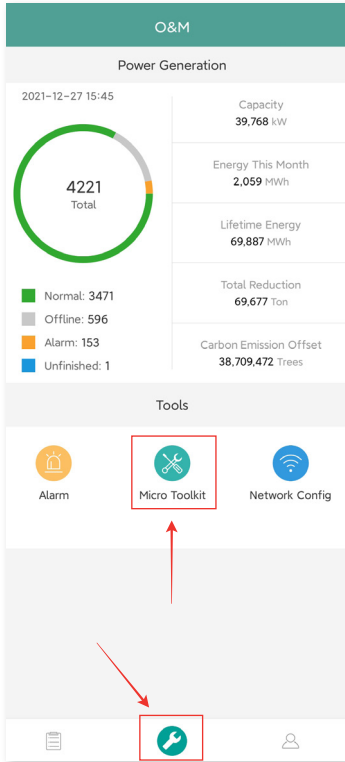 O&M
Power Generation
2021-12-27 15:45
4221
Total
Normal: 3471
Offline: 596
Alarm: 153
Unfinished: 1
Capacity
39,768 kW
Energy This Month
2,059 MWh
Lifetime Energy
69,887 MWh
Total Reduction
69,677 Ton
Carbon Emission Offset
38,709,472 Trees
Tools
Alarm
Micro Toolkit
Network Config